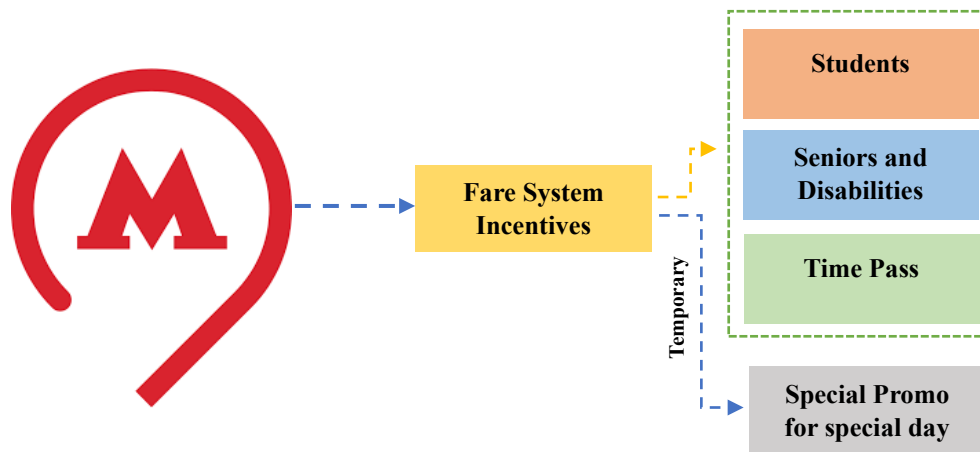 M
Fare System
Incentives
Temporary
Students
Seniors and
Disabilities
Time Pass
Special Promo
for special day